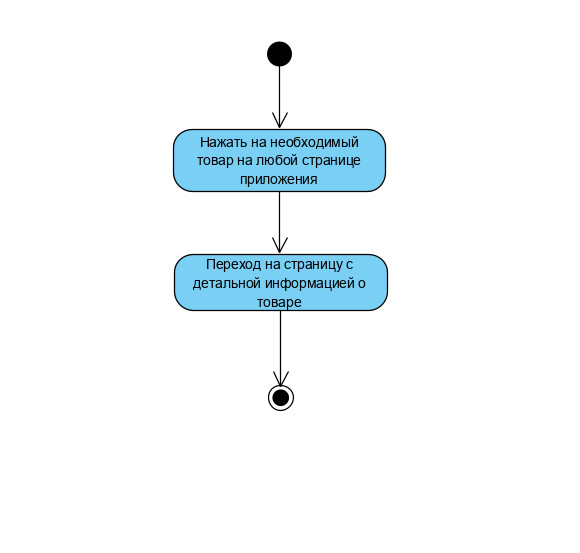 Нажать на необходимый
товар на любой странице
приложения
Переход на страницу с
детальной информацией о
товаре